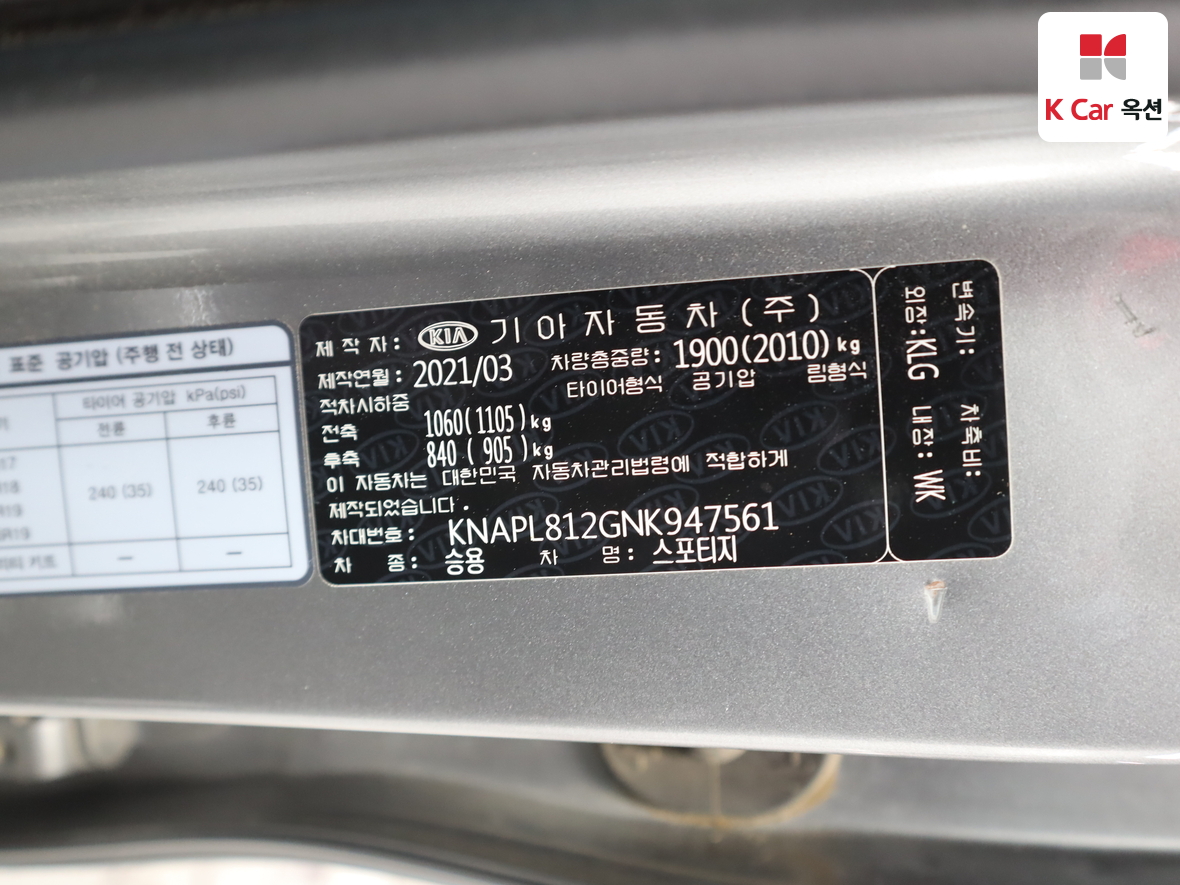 K Car 옥션
표준 공기압 (주행 전 상태)
타이어 공기압 kPa(psi)
전륜 후륜
240 (35) 240 (35)
제 작 자: KIA 기 아 자 동 차 ( 주 )
제작연월: 2021/03 차량총중량: 1900(2010) kg
적차시하중 타이어형식 공기압 림형식
전축 1060(1105)kg
후축 840 ( 905)kg
이 자동차는 대한민국 자동차관리법령에 적합하게
제작되었습니다.
차대번호: KNAPL812GNK947561
차 종: 승용 차 명: 스포티지
변속기: 차축비:
외장:KLG 내장: WK